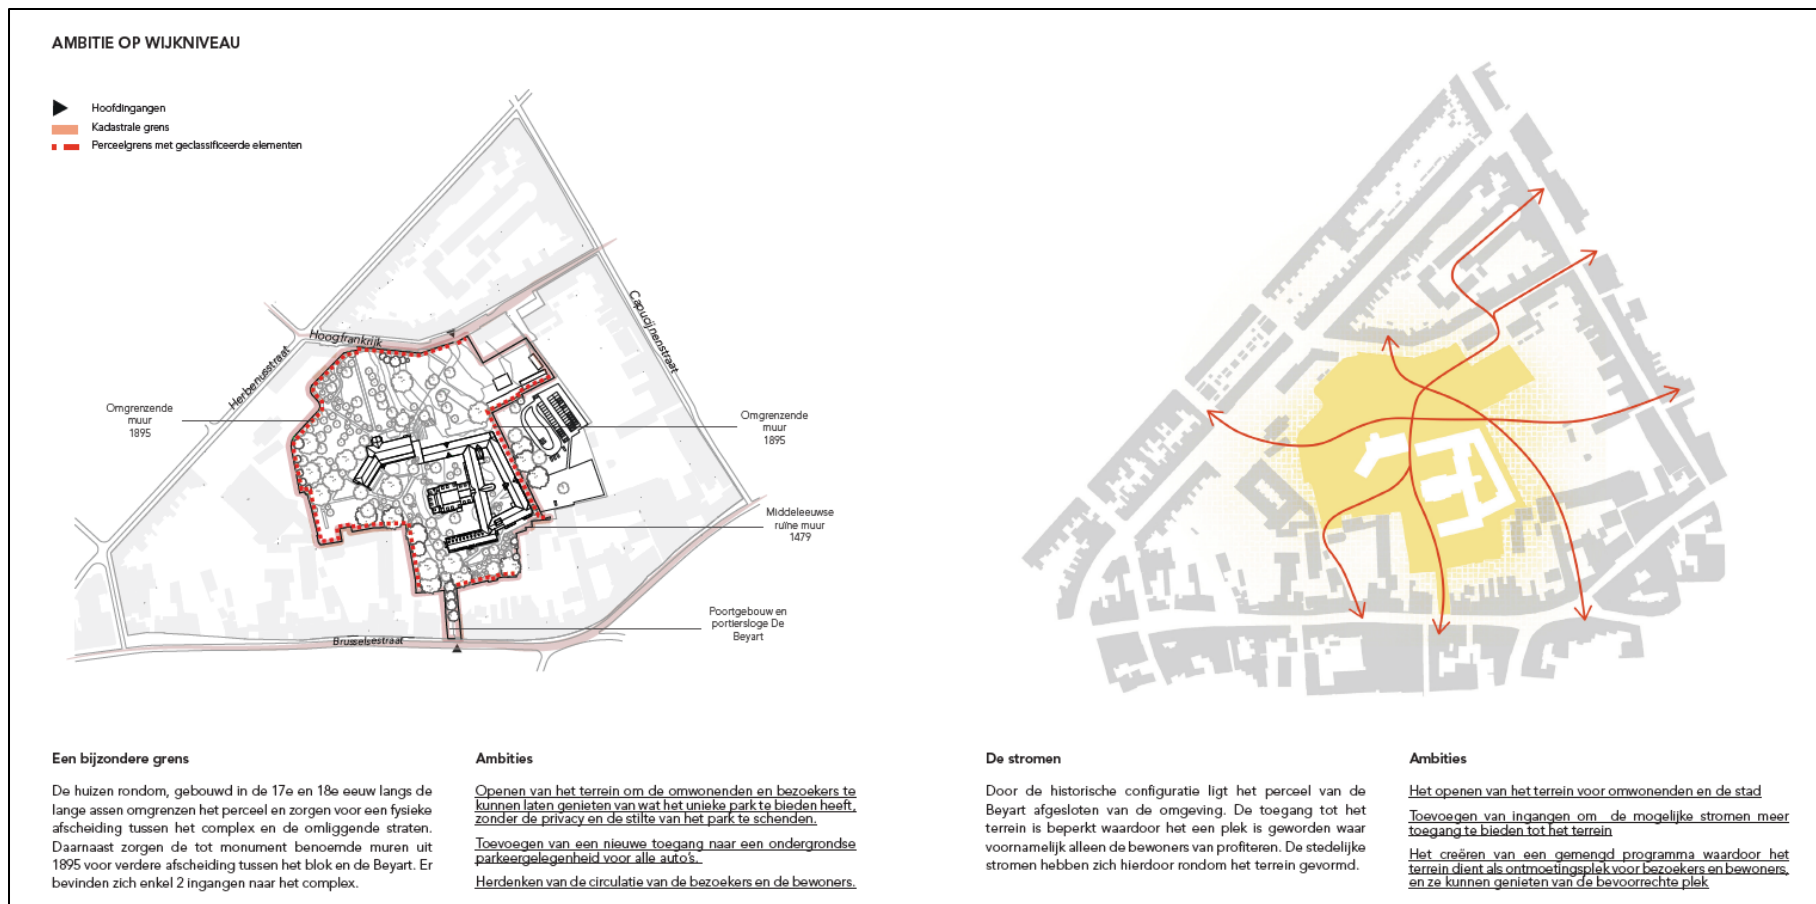 AMBITIE OP WIJKNIVEAU
Hoofdingangen
Kadastrale grens
Perceelgrens met geclassificeerde elementen
Hoogfrankrijk
Herbenusstraat
Capucijnenstraat
Brusselsestraat
Omgrenzende
muur
1895
Omgrenzende
muur
1895
Middeleeuwse
ruïne muur
1479
Poortgebouw en
portiersloge De
Beyart
Een bijzondere grens
De huizen rondom, gebouwd in de 17e en 18e eeuw langs de
lange assen omgrenzen het perceel en zorgen voor een fysieke
afscheiding tussen het complex en de omliggende straten.
Daarnaast zorgen de tot monument benoemde muren uit
1895 voor verdere afscheiding tussen het blok en de Beyart. Er
bevinden zich enkel 2 ingangen naar het complex.
Ambities
Openen van het terrein om de omwonenden en bezoekers te
kunnen laten genieten van wat het unieke park te bieden heeft,
zonder de privacy en de stilte van het park te schenden.
Toevoegen van een nieuwe toegang naar een ondergrondse
parkeergelegenheid voor alle auto's.
Herdenken van de circulatie van de bezoekers en de bewoners.
De stromen
Door de historische configuratie ligt het perceel van de
Beyart afgesloten van de omgeving. De toegang tot het
terrein is beperkt waardoor het een plek is geworden waar
voornamelijk alleen de bewoners van profiteren. De stedelijke
stromen hebben zich hierdoor rondom het terrein gevormd.
Ambities
Het openen van het terrein voor omwonenden en de stad
Toevoegen van ingangen om de mogelijke stromen meer
toegang te bieden tot het terrein
Het creëren van een gemengd programma waardoor het
terrein dient als ontmoetingsplek voor bezoekers en bewoners,
en ze kunnen genieten van de bevoorrechte plek